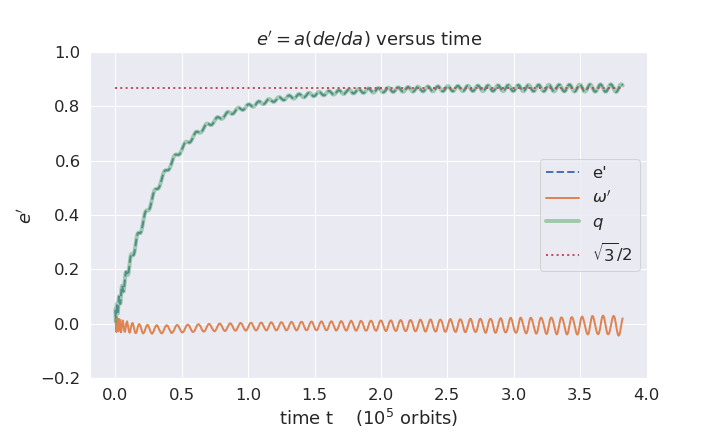 e′ = a(de/da) versus time
1.0
0.8
0.6
0.4
0.2
0.0
−0.2
e′
e'
ω′
q
√3/2
0.0 0.5 1.0 1.5 2.0 2.5 3.0 3.5 4.0
time t (10⁵ orbits)